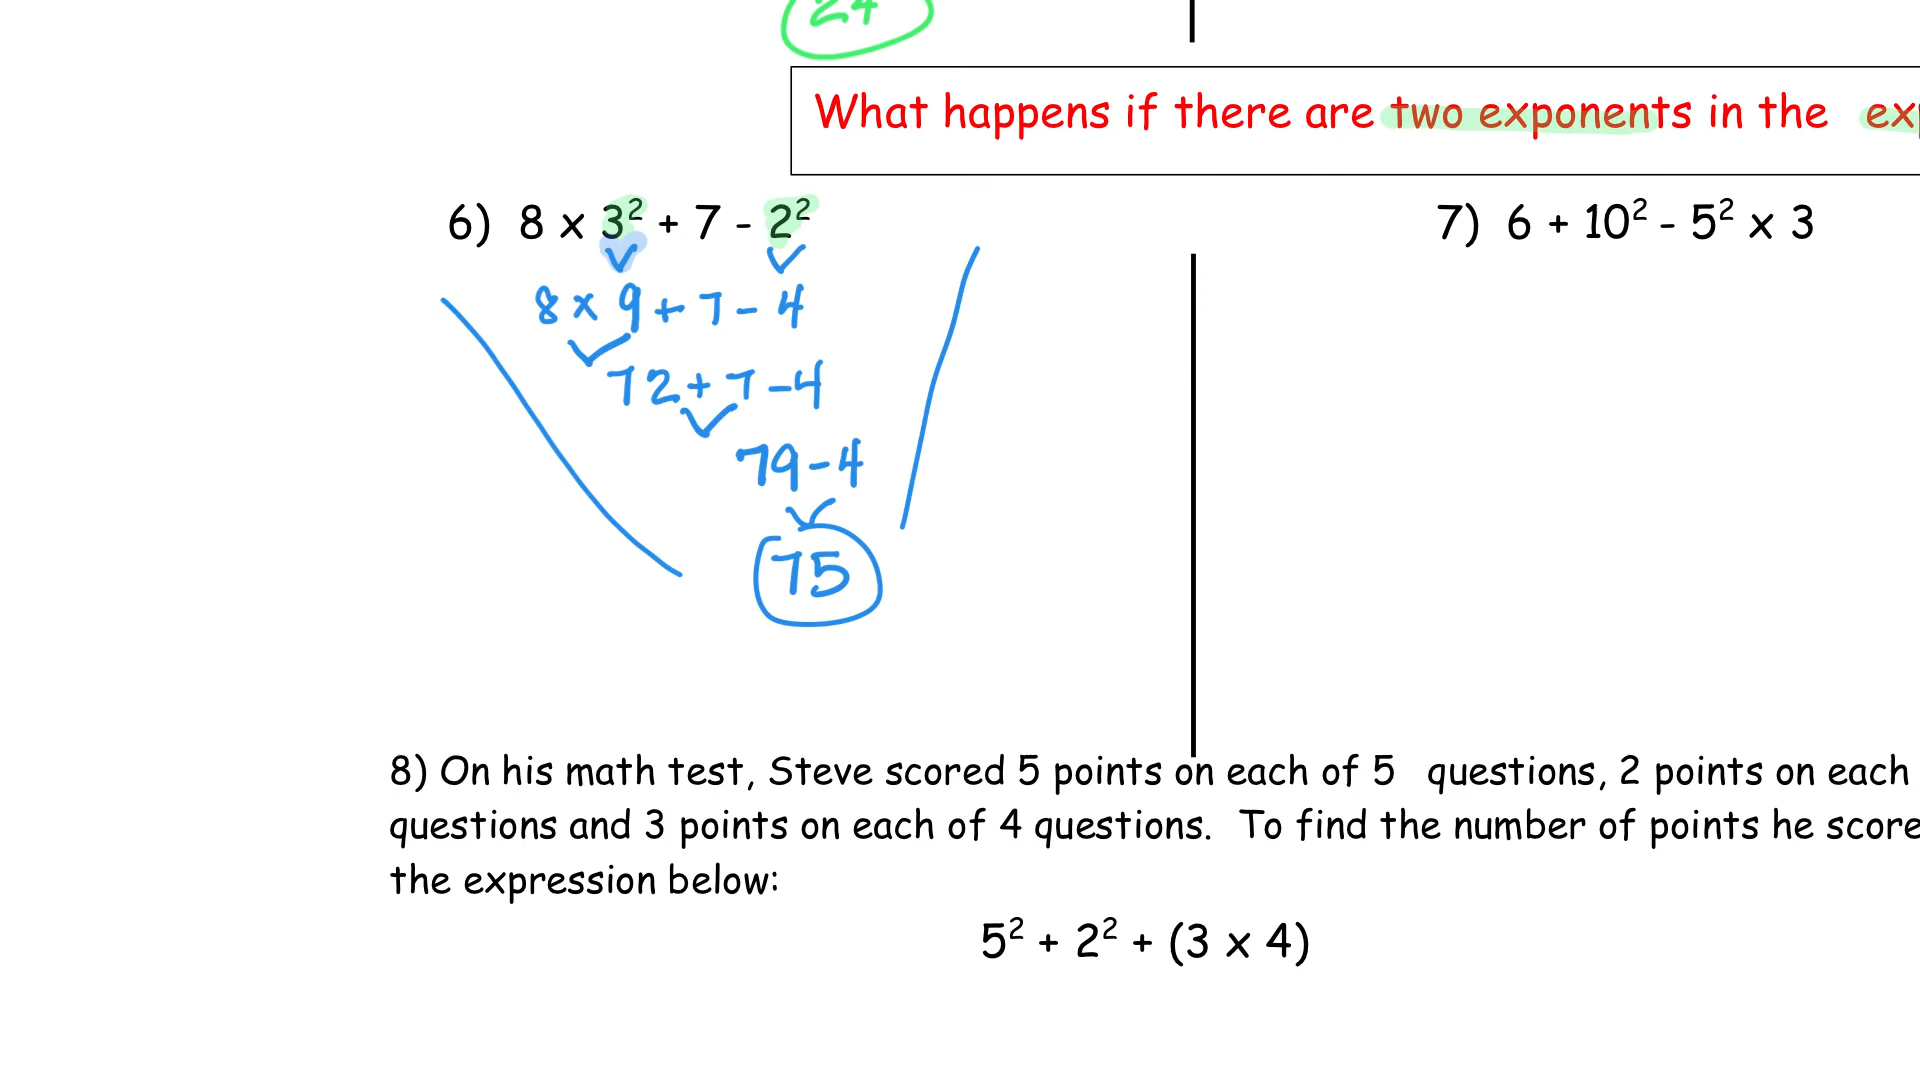 24
What happens if there are two exponents in the
6) 8 x 3² + 7 - 2²
8 × 9 + 7 - 4
72 + 7 - 4
79 - 4
75
7) 6 + 10² - 5² x 3
8) On his math test, Steve scored 5 points on each of 5 questions, 2 points on each
questions and 3 points on each of 4 questions. To find the number of points he score
the expression below:
5² + 2² + (3 x 4)